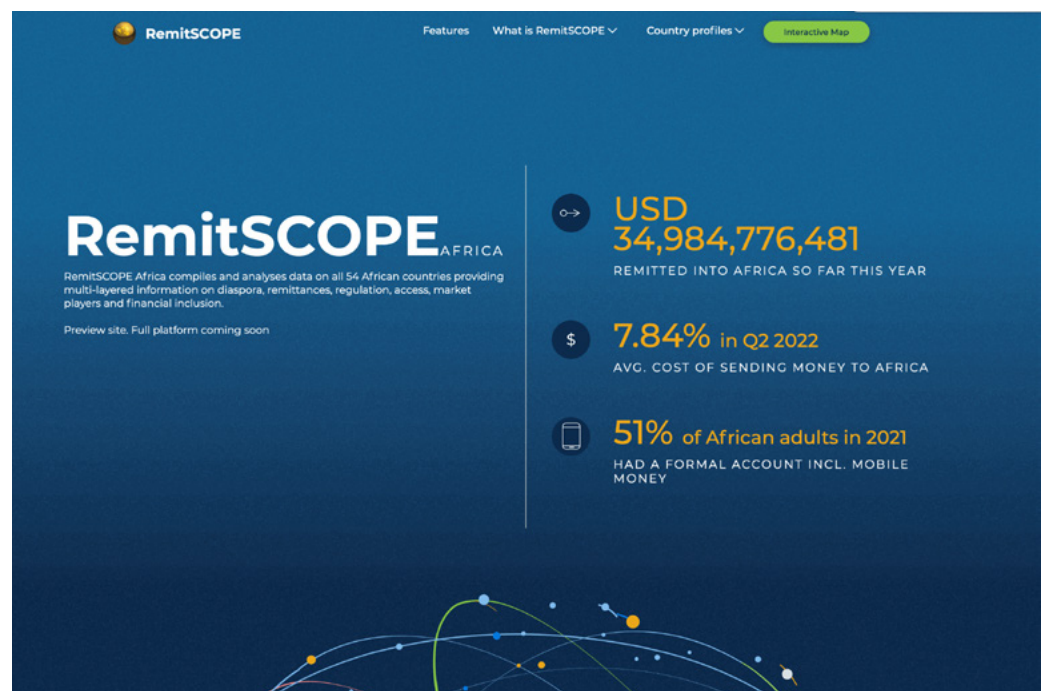 RemitSCOPE
Features
What is RemitSCOPE
Country profiles
Interactive Map
RemitSCOPE AFRICA
RemitSCOPE Africa compiles and analyses data on all 54 African countries providing
multi-layered information on diaspora, remittances, regulation, access, market
players and financial inclusion.
Preview site. Full platform coming soon
USD
34,984,776,481
REMITTED INTO AFRICA SO FAR THIS YEAR
$
7.84% in Q2 2022
AVG. COST OF SENDING MONEY TO AFRICA
51% of African adults in 2021
HAD A FORMAL ACCOUNT INCL. MOBILE
MONEY